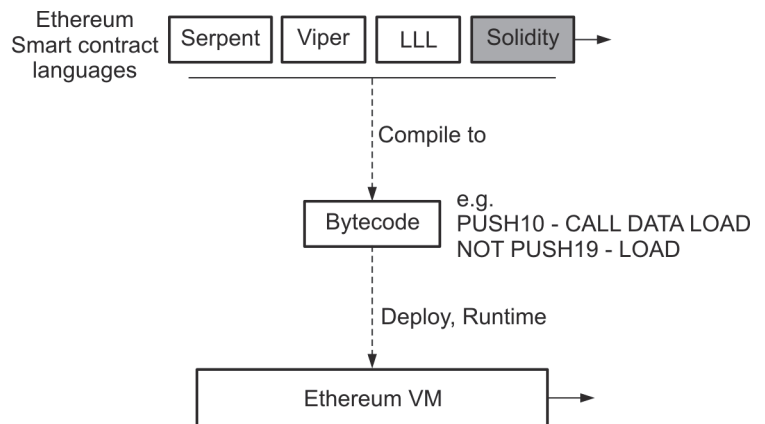 Ethereum
Smart contract
languages
Serpent
Viper
LLL
Solidity
Compile to
Bytecode
e.g.
PUSH10 - CALL DATA LOAD
NOT PUSH19 - LOAD
Deploy, Runtime
Ethereum VM